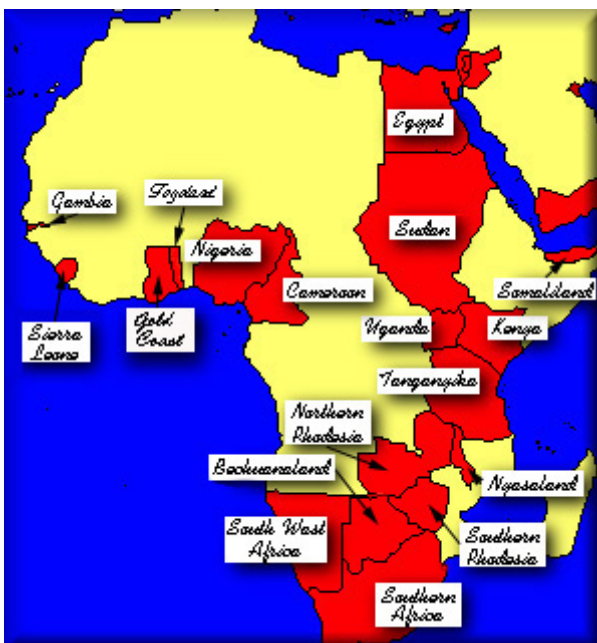 Egypt
Gambia
Togoland
Sudan
Nigeria
Somaliland
Cameroon
Gold
Coast
Uganda
Kenya
Sierra
Leone
Tanganyika
Northern
Rhodesia
Bechuanaland
Nyasaland
South West
Africa
Southern
Rhodesia
Southern
Africa